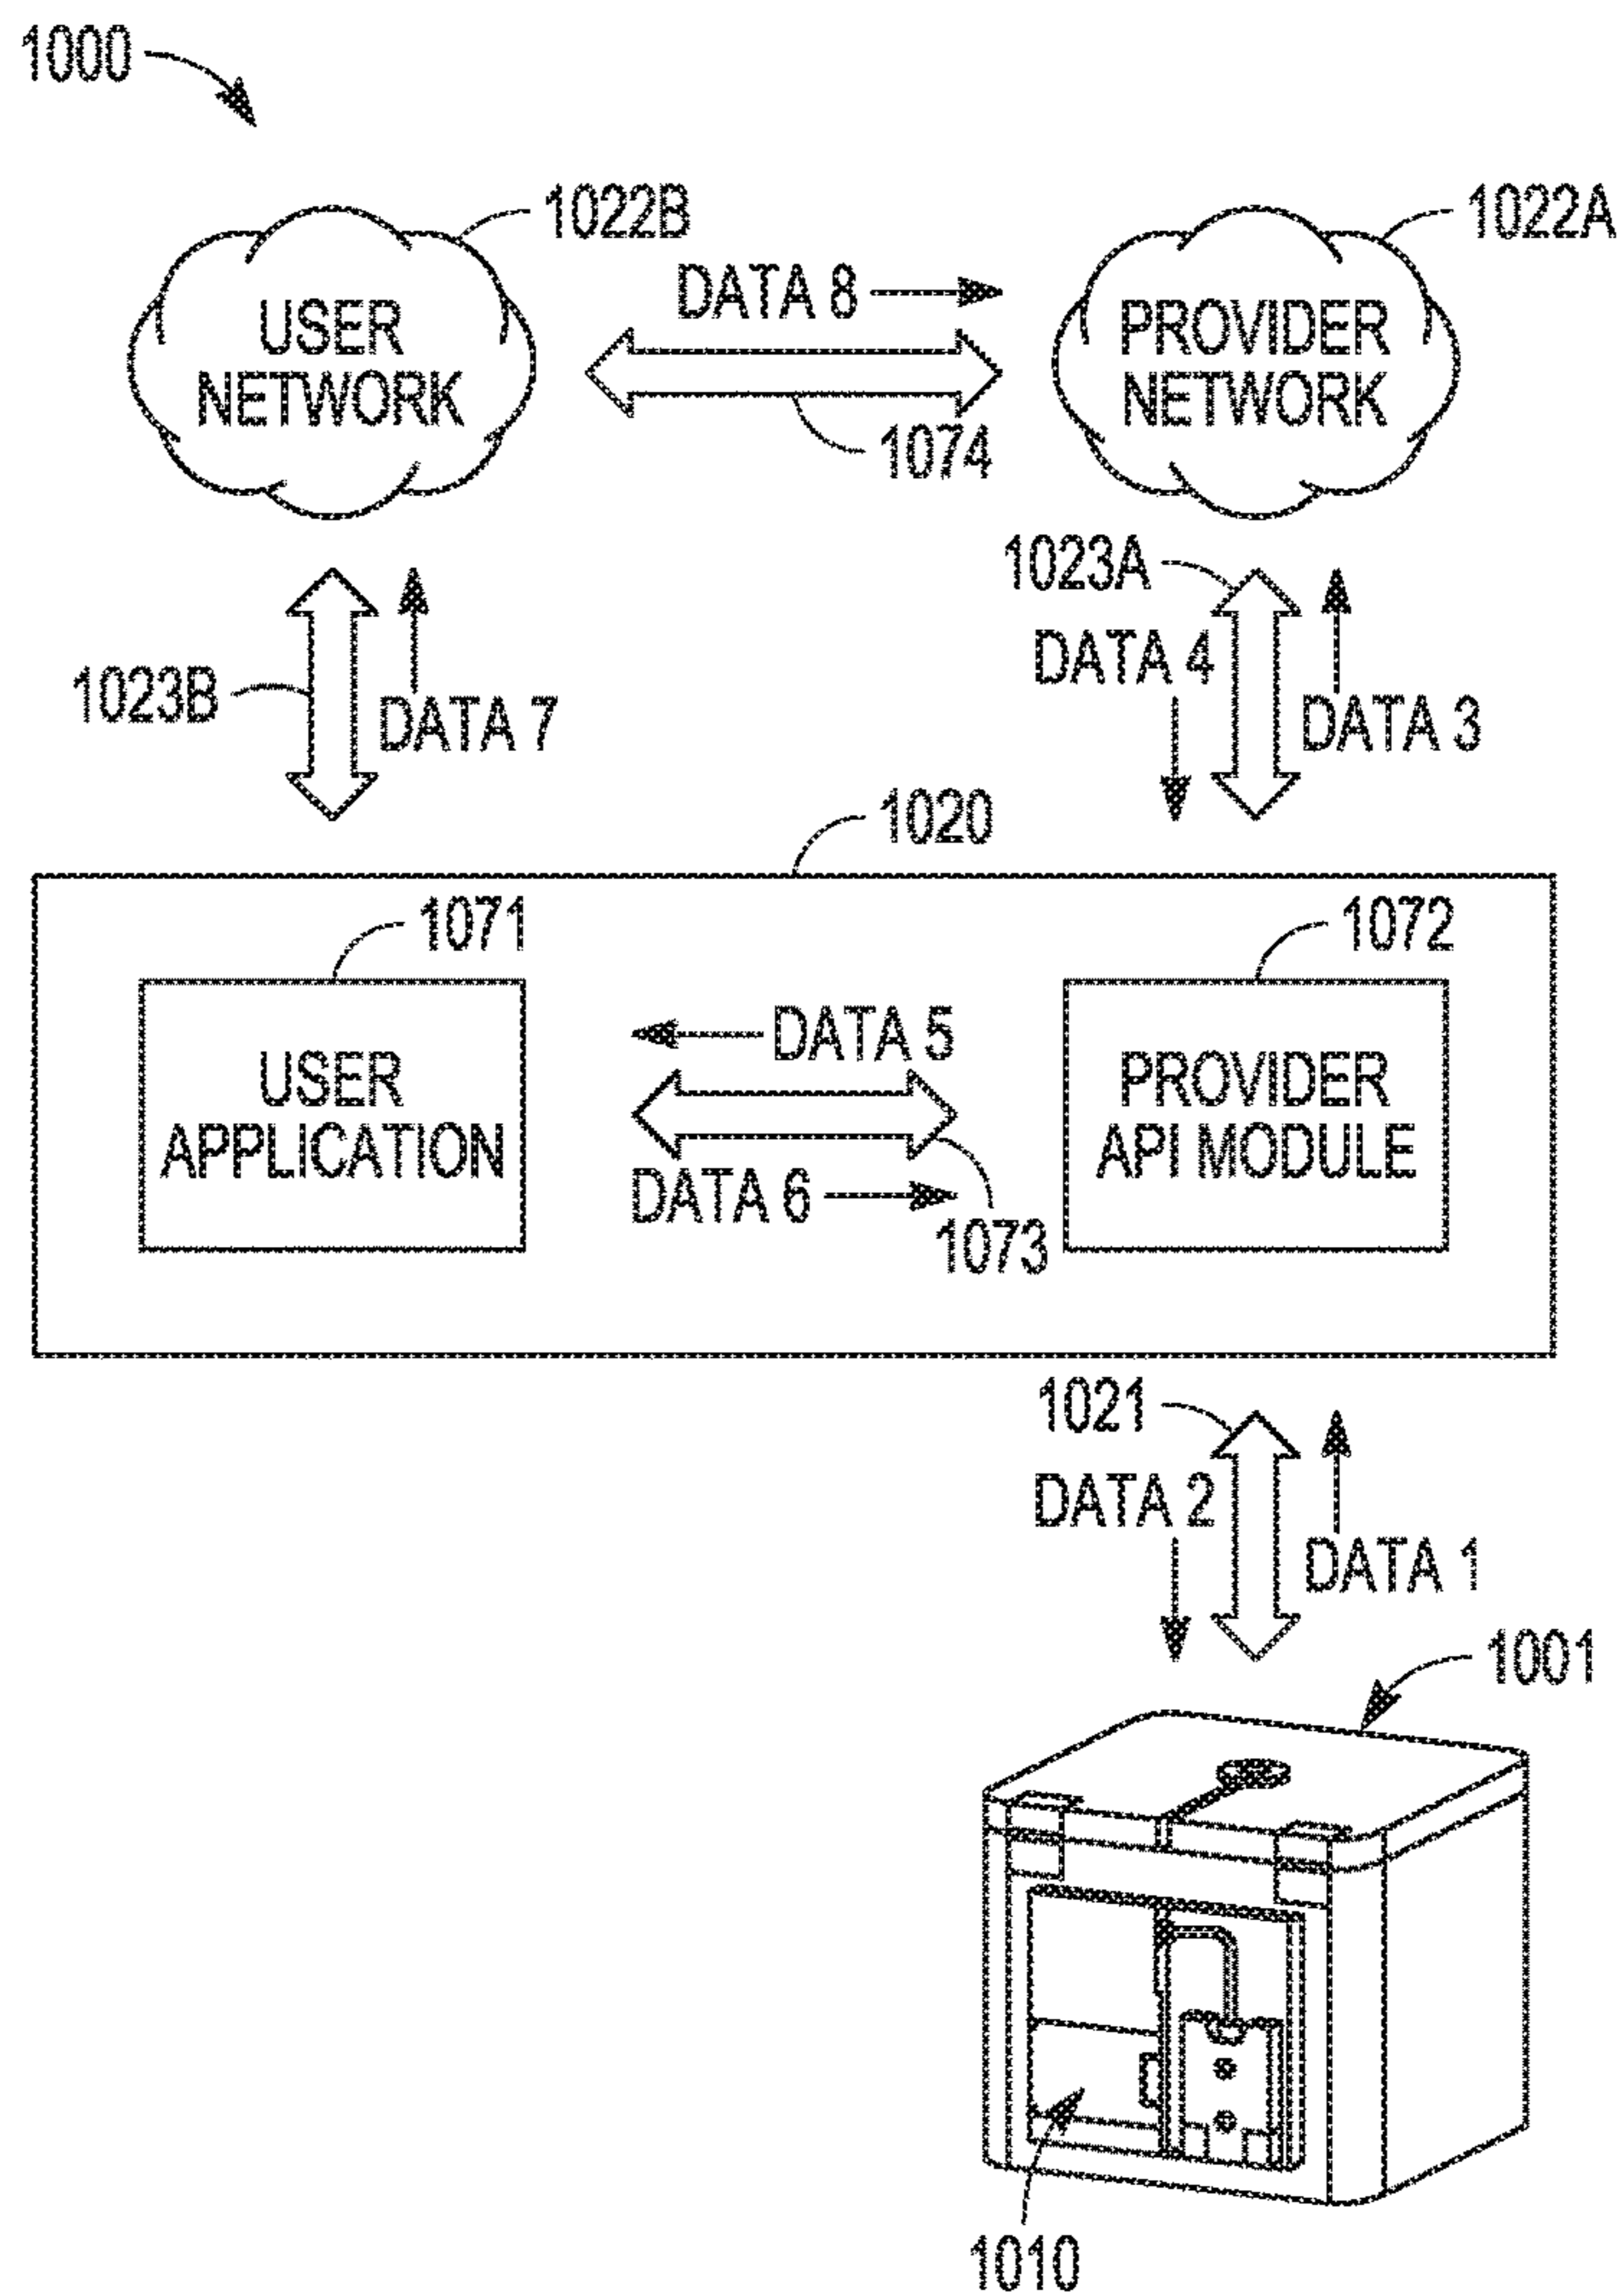 1000
1022B
1022A
DATA 8
USER
NETWORK
PROVIDER
NETWORK
1074
1023A
DATA 4
1023B
DATA 7
DATA 3
1020
1071
1072
DATA 5
USER
APPLICATION
PROVIDER
API MODULE
DATA 6
1073
1021
DATA 2
DATA 1
1001
1010